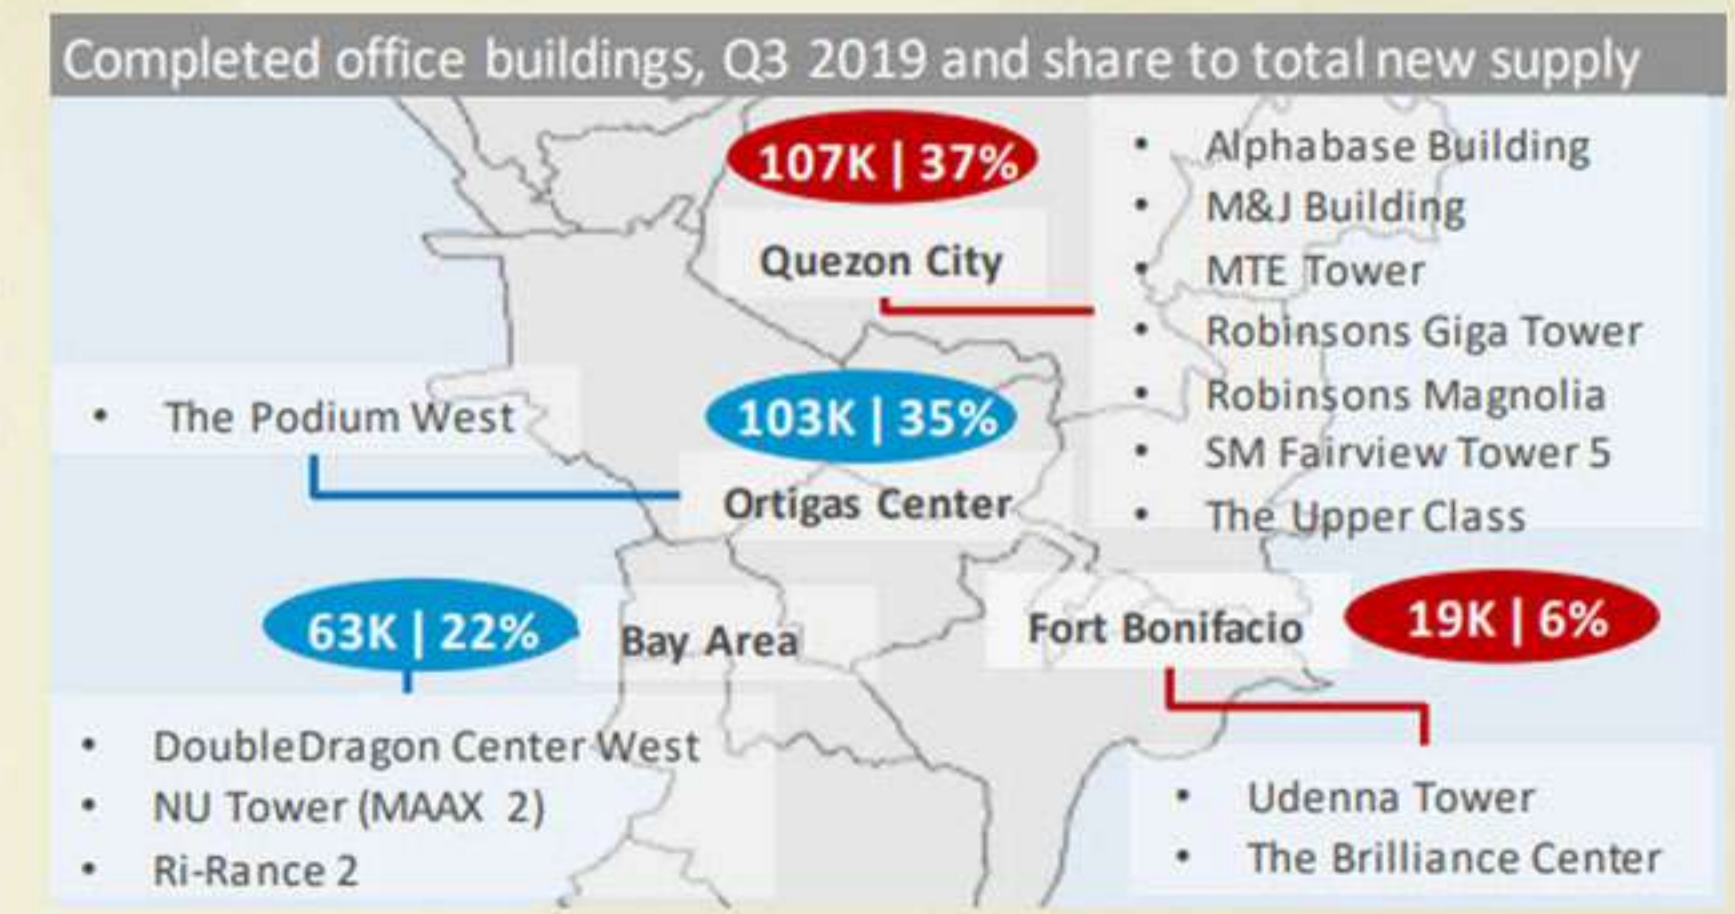 Completed office buildings, Q3 2019 and share to total new supply
107K | 37%
Quezon City
• Alphabase Building
• M&J Building
• MTE Tower
• Robinsons Giga Tower
• Robinsons Magnolia
• SM Fairview Tower 5
• The Upper Class
103K | 35%
Ortigas Center
• The Podium West
63K | 22%
Bay Area
• DoubleDragon Center West
• NU Tower (MAAX 2)
• Ri-Rance 2
Fort Bonifacio
19K | 6%
• Udenna Tower
• The Brilliance Center